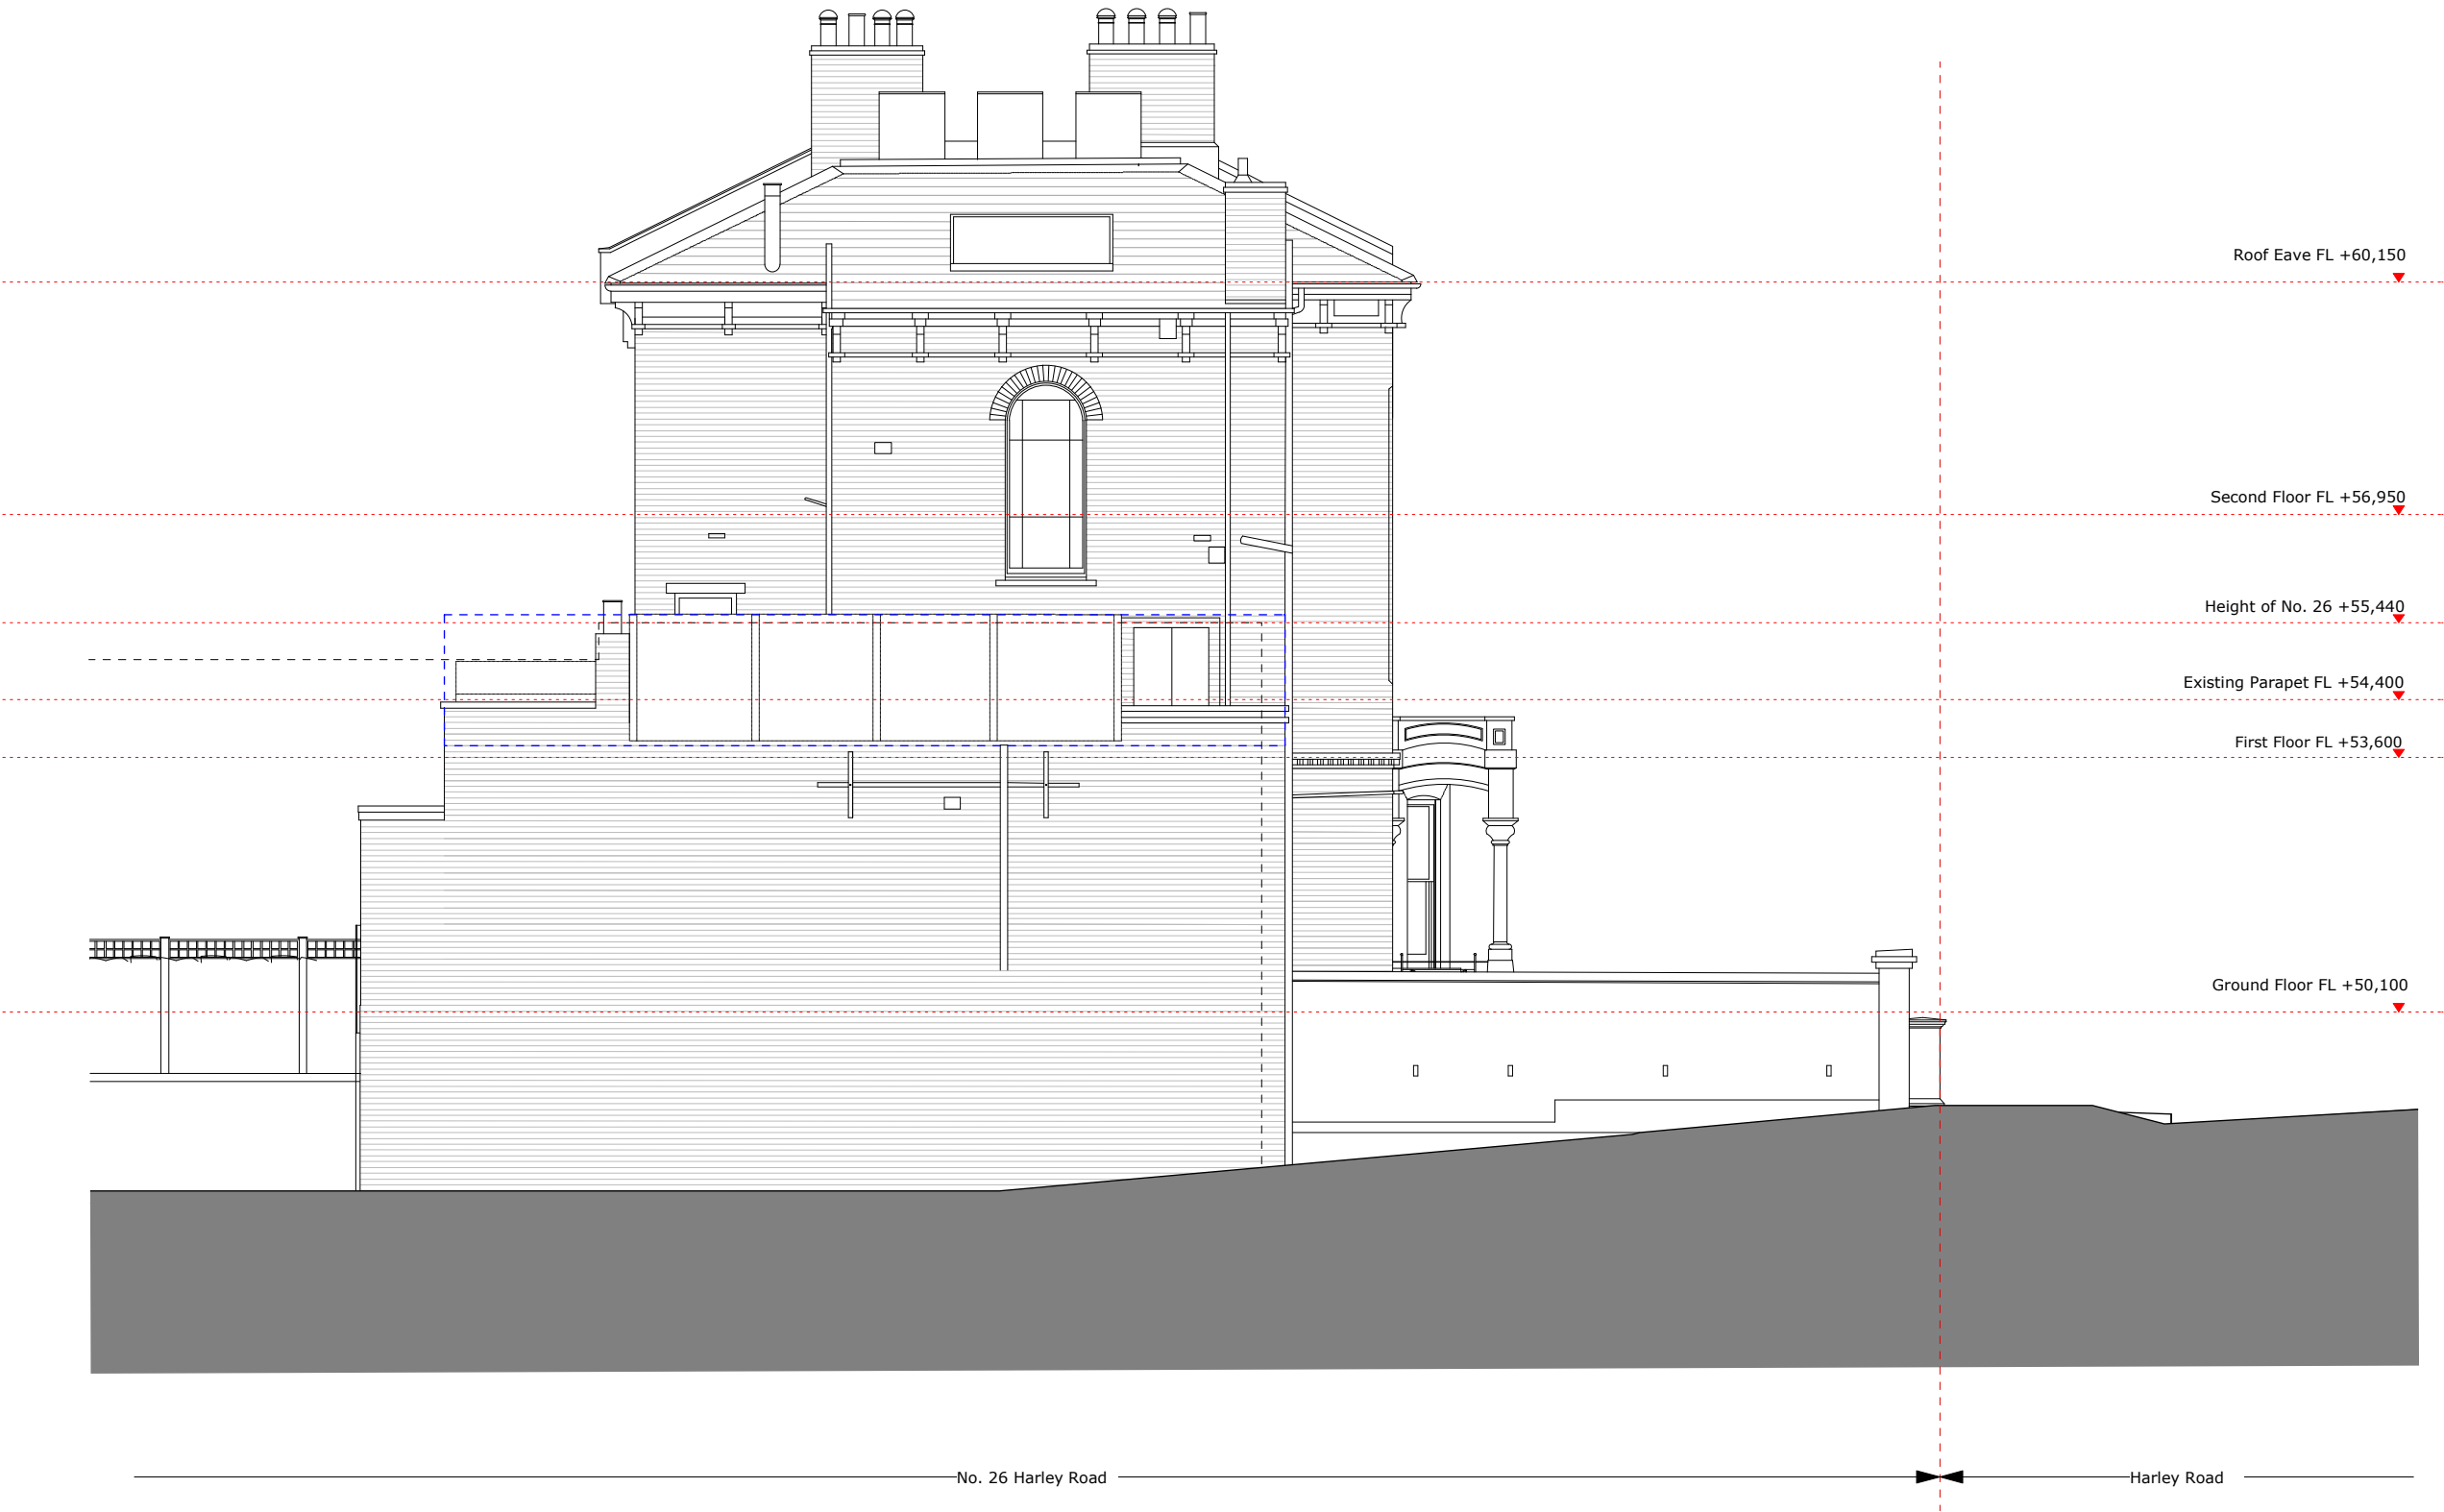 Roof Eave FL +60,150
Second Floor FL +56,950
Height of No. 26 +55,440
Existing Parapet FL +54,400
First Floor FL +53,600
Ground Floor FL +50,100
No. 26 Harley Road
Harley Road